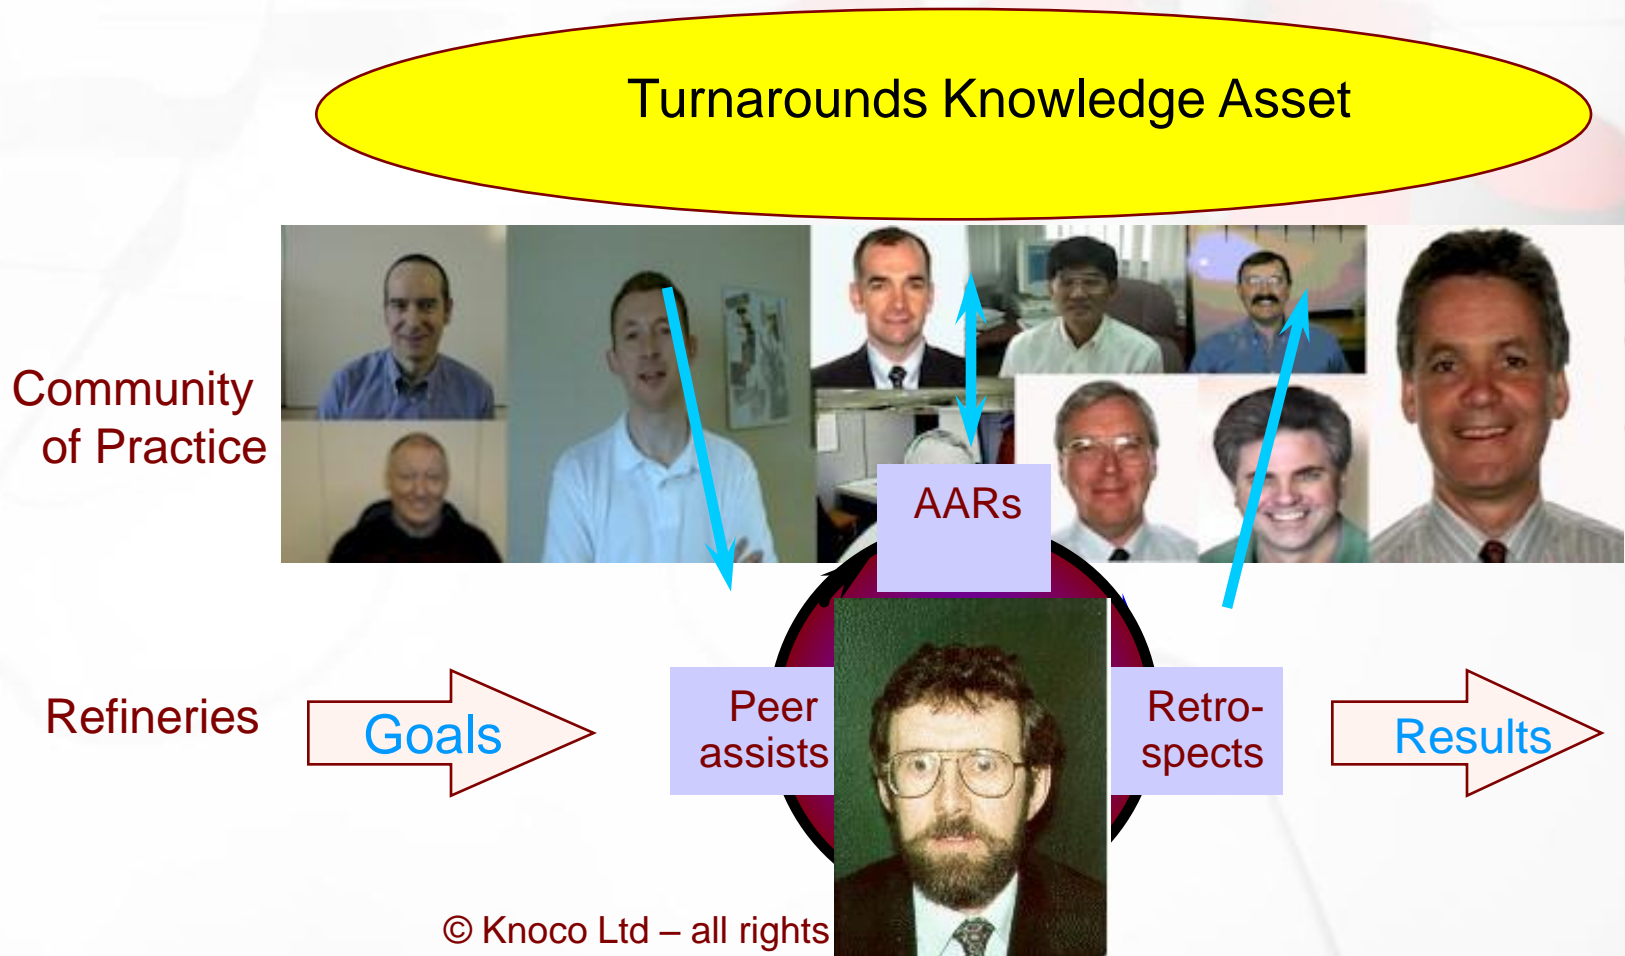 Turnarounds Knowledge Asset
Community
of Practice
AARs
Refineries
Goals
Peer
assists
Retro-
spects
Results
© Knoco Ltd – all rights